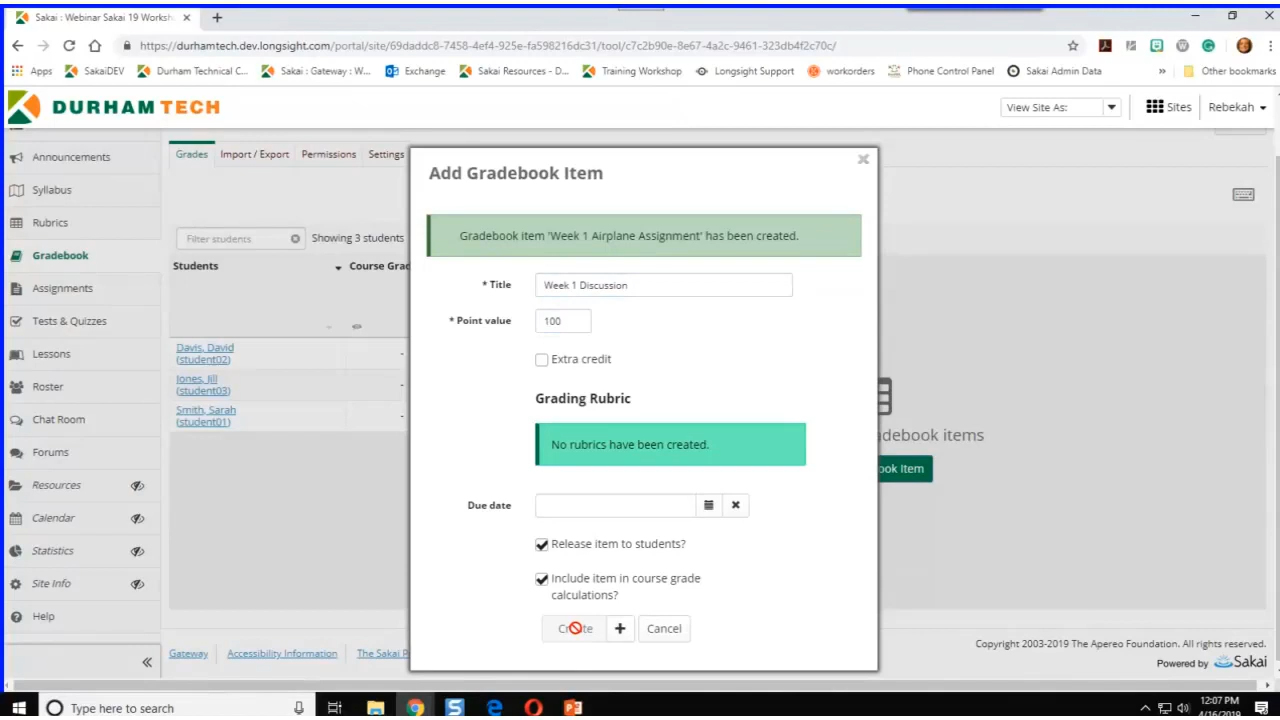 Sakai : Webinar Sakai 19 Worksh
https://durhamtech.dev.longsight.com/portal/site/69daddc8-7458-4ef4-925e-fa598216dc31/tool/c7c2b90e-8e67-4a2c-9461-323db4f2c70c/
Apps SakaiDEV Durham Technical C... Sakai : Gateway : W... Exchange Sakai Resources - D... Training Workshop Longsight Support workorders Phone Control Panel Sakai Admin Data » Other bookmarks
DURHAM TECH View Site As: Sites Rebekah
Announcements
Syllabus
Rubrics
Gradebook
Assignments
Tests & Quizzes
Lessons
Roster
Chat Room
Forums
Resources
Calendar
Statistics
Site Info
Help
«
Grades Import / Export Permissions Settings
Filter students Showing 3 students
Students Course Grad
Davis, David
(student02)
-
Jones, Jill
(student03)
-
Smith, Sarah
(student01)
-
Add Gradebook Item
Gradebook item 'Week 1 Airplane Assignment' has been created.
* Title Week 1 Discussion
* Point value 100
Extra credit
Grading Rubric
No rubrics have been created.
Due date
Release item to students?
Include item in course grade
calculations?
Create + Cancel
debook items
ook Item
Gateway Accessibility Information The Sakai P
Copyright 2003-2019 The Apereo Foundation. All rights reserved.
Powered by Sakai
Type here to search
12:07 PM
4/16/2019